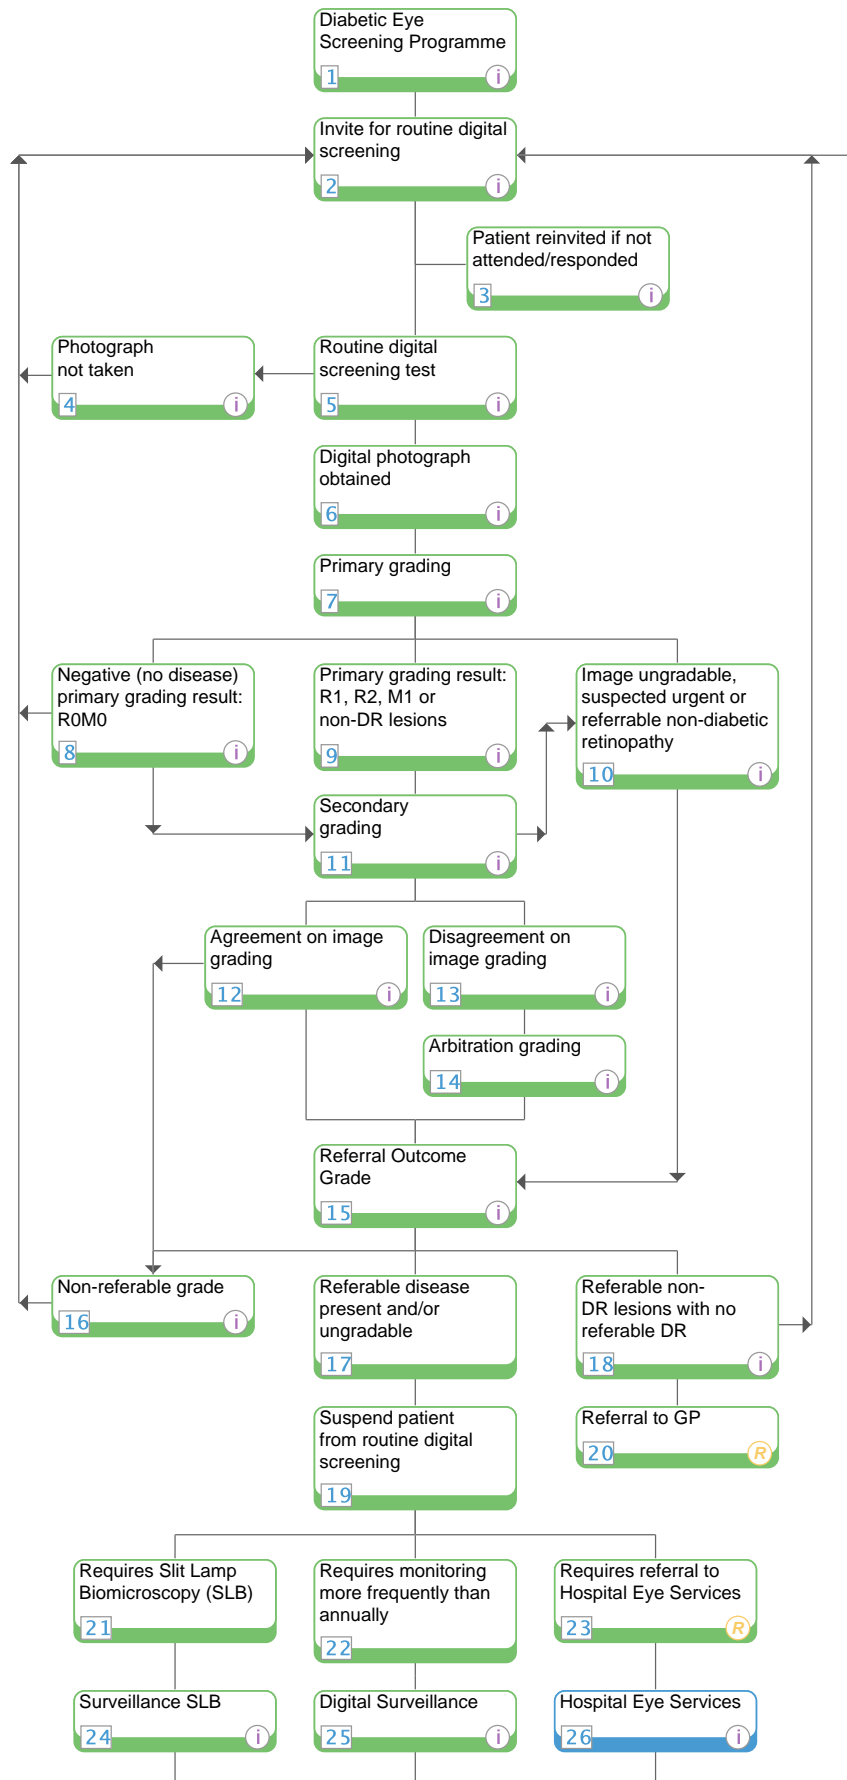 Diabetic Eye
Screening Programme
1
i
Invite for routine digital
screening
2
i
Patient reinvited if not
attended/responded
3
i
Photograph
not taken
4
i
Routine digital
screening test
5
i
Digital photograph
obtained
6
i
Primary grading
7
i
Negative (no disease)
primary grading result:
R0M0
8
i
Primary grading result:
R1, R2, M1 or
non-DR lesions
9
i
Image ungradable,
suspected urgent or
referrable non-diabetic
retinopathy
10
i
Secondary
grading
11
i
Agreement on image
grading
12
i
Disagreement on
image grading
13
i
Arbitration grading
14
i
Referral Outcome
Grade
15
i
Non-referable grade
16
i
Referable disease
present and/or
ungradable
17
Referable non-
DR lesions with no
referable DR
18
i
Suspend patient
from routine digital
screening
19
Referral to GP
20
R
Requires Slit Lamp
Biomicroscopy (SLB)
21
Requires monitoring
more frequently than
annually
22
Requires referral to
Hospital Eye Services
23
R
Surveillance SLB
24
i
Digital Surveillance
25
i
Hospital Eye Services
26
i